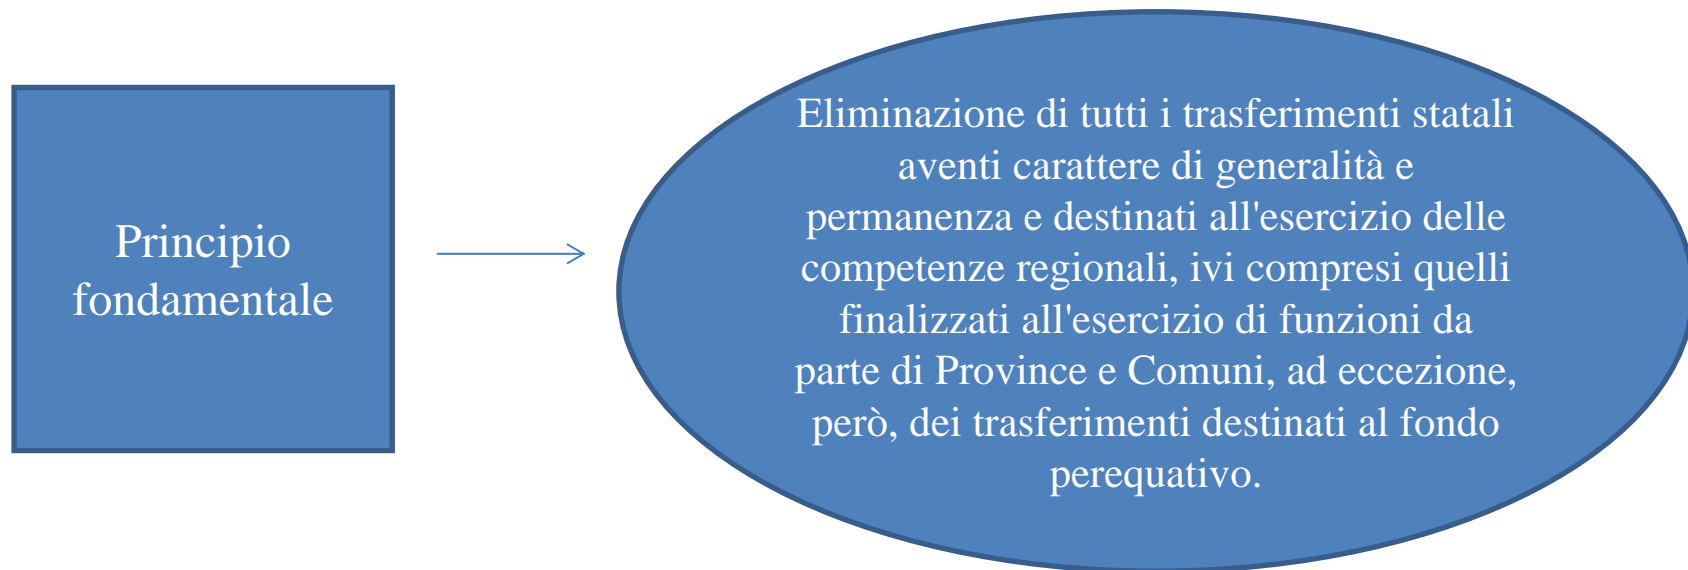 Principio
fondamentale
Eliminazione di tutti i trasferimenti statali
aventi carattere di generalità e
permanenza e destinati all'esercizio delle
competenze regionali, ivi compresi quelli
finalizzati all'esercizio di funzioni da
parte di Province e Comuni, ad eccezione,
però, dei trasferimenti destinati al fondo
perequativo.